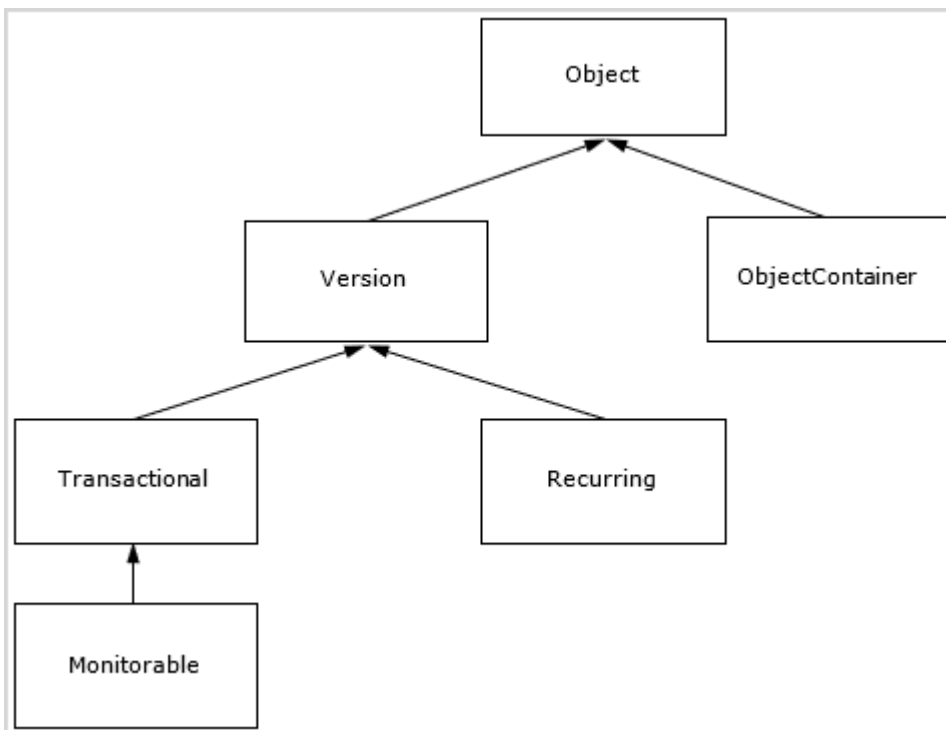 Object
Version
ObjectContainer
Transactional
Recurring
Monitorable